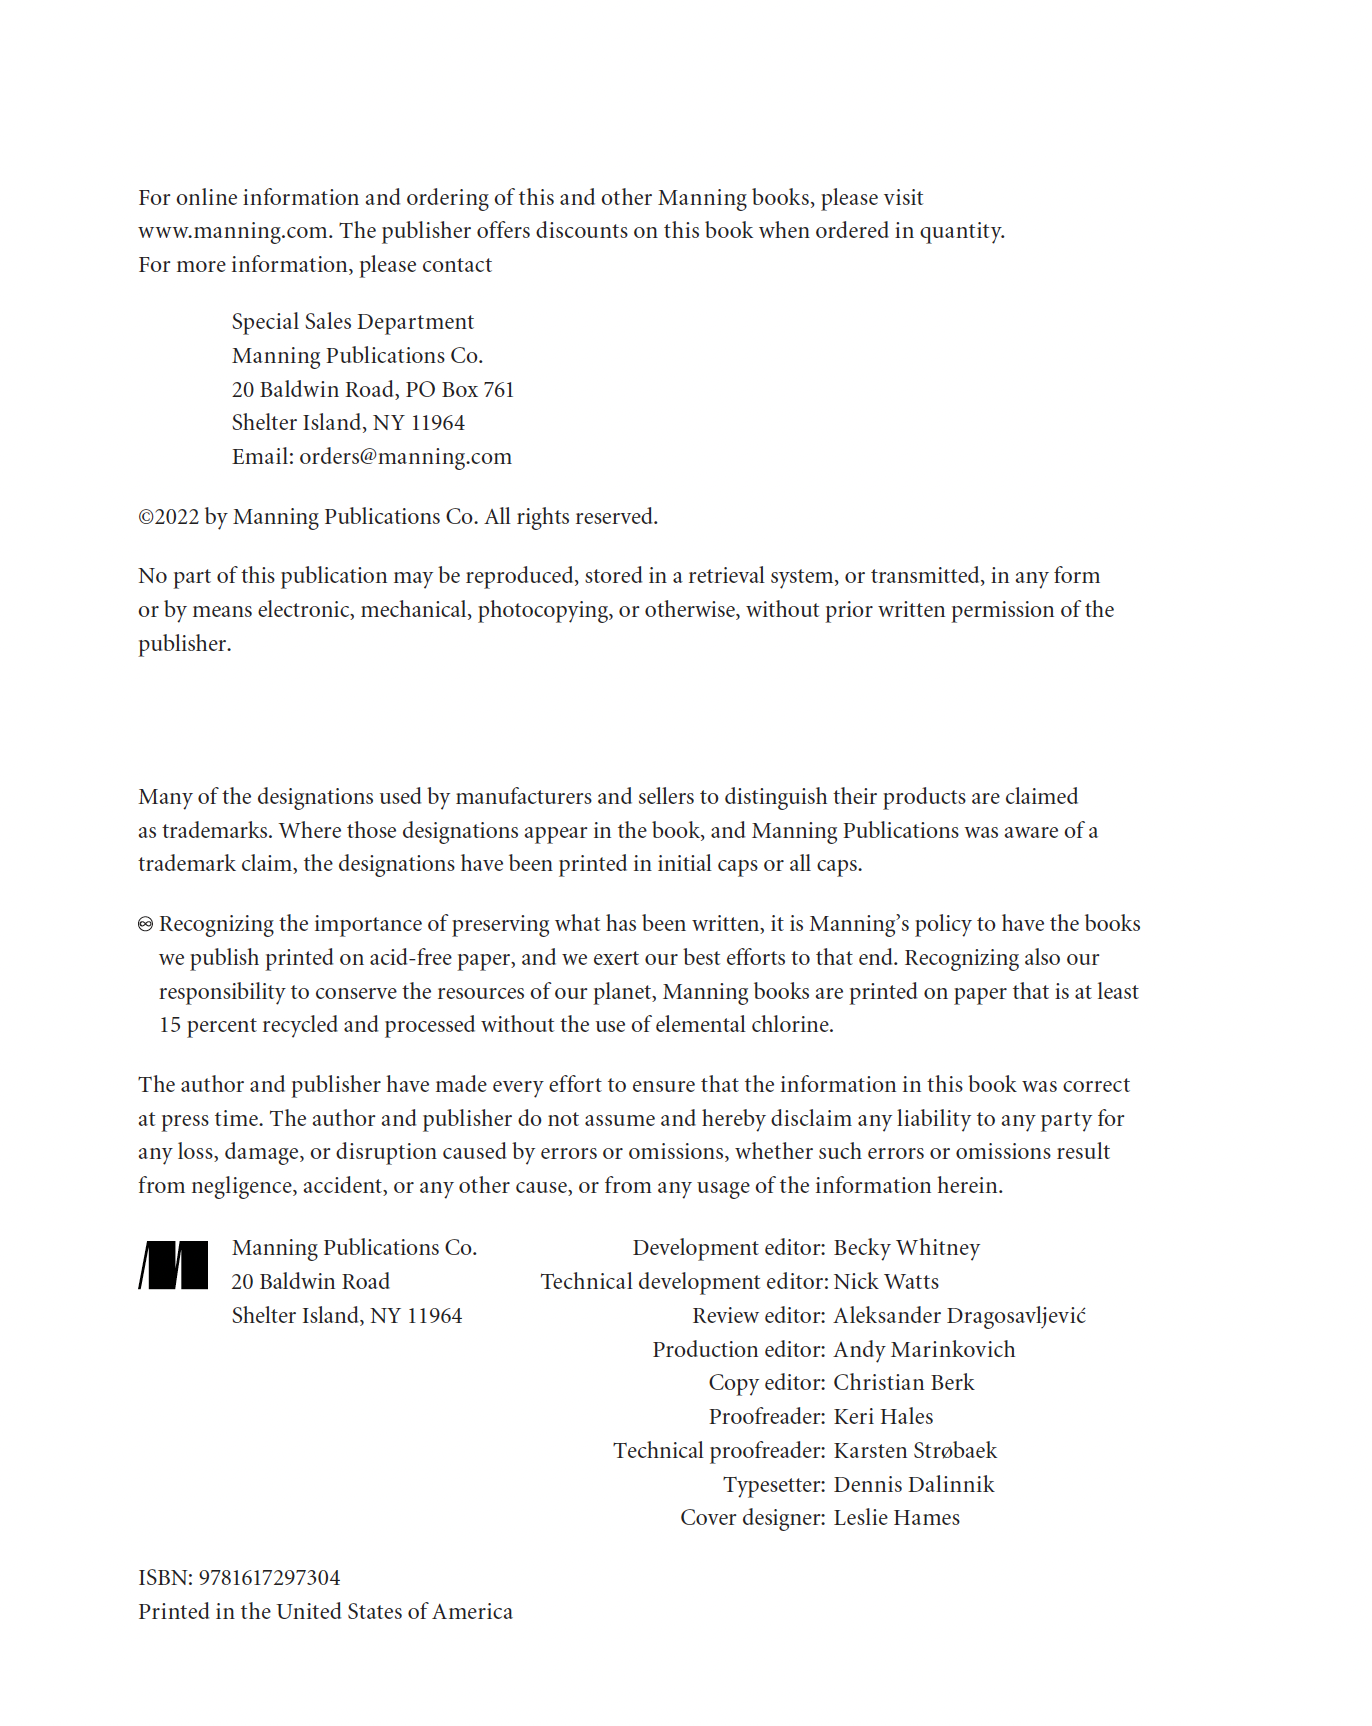 For online information and ordering of this and other Manning books, please visit
www.manning.com. The publisher offers discounts on this book when ordered in quantity.
For more information, please contact
Special Sales Department
Manning Publications Co.
20 Baldwin Road, PO Box 761
Shelter Island, NY 11964
Email: orders@manning.com
©2022 by Manning Publications Co. All rights reserved.
No part of this publication may be reproduced, stored in a retrieval system, or transmitted, in any form
or by means electronic, mechanical, photocopying, or otherwise, without prior written permission of the
publisher.
Many of the designations used by manufacturers and sellers to distinguish their products are claimed
as trademarks. Where those designations appear in the book, and Manning Publications was aware of a
trademark claim, the designations have been printed in initial caps or all caps.
♾ Recognizing the importance of preserving what has been written, it is Manning’s policy to have the books
we publish printed on acid-free paper, and we exert our best efforts to that end. Recognizing also our
responsibility to conserve the resources of our planet, Manning books are printed on paper that is at least
15 percent recycled and processed without the use of elemental chlorine.
The author and publisher have made every effort to ensure that the information in this book was correct
at press time. The author and publisher do not assume and hereby disclaim any liability to any party for
any loss, damage, or disruption caused by errors or omissions, whether such errors or omissions result
from negligence, accident, or any other cause, or from any usage of the information herein.
Manning Publications Co.
20 Baldwin Road
Shelter Island, NY 11964
Development editor: Becky Whitney
Technical development editor: Nick Watts
Review editor: Aleksander Dragosavljević
Production editor: Andy Marinkovich
Copy editor: Christian Berk
Proofreader: Keri Hales
Technical proofreader: Karsten Strøbaek
Typesetter: Dennis Dalinnik
Cover designer: Leslie Hames
ISBN: 9781617297304
Printed in the United States of America